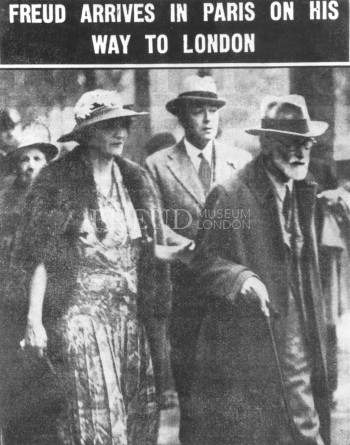 FREUD ARRIVES IN PARIS ON HIS
WAY TO LONDON
FREUD
MUSEUM
LONDON